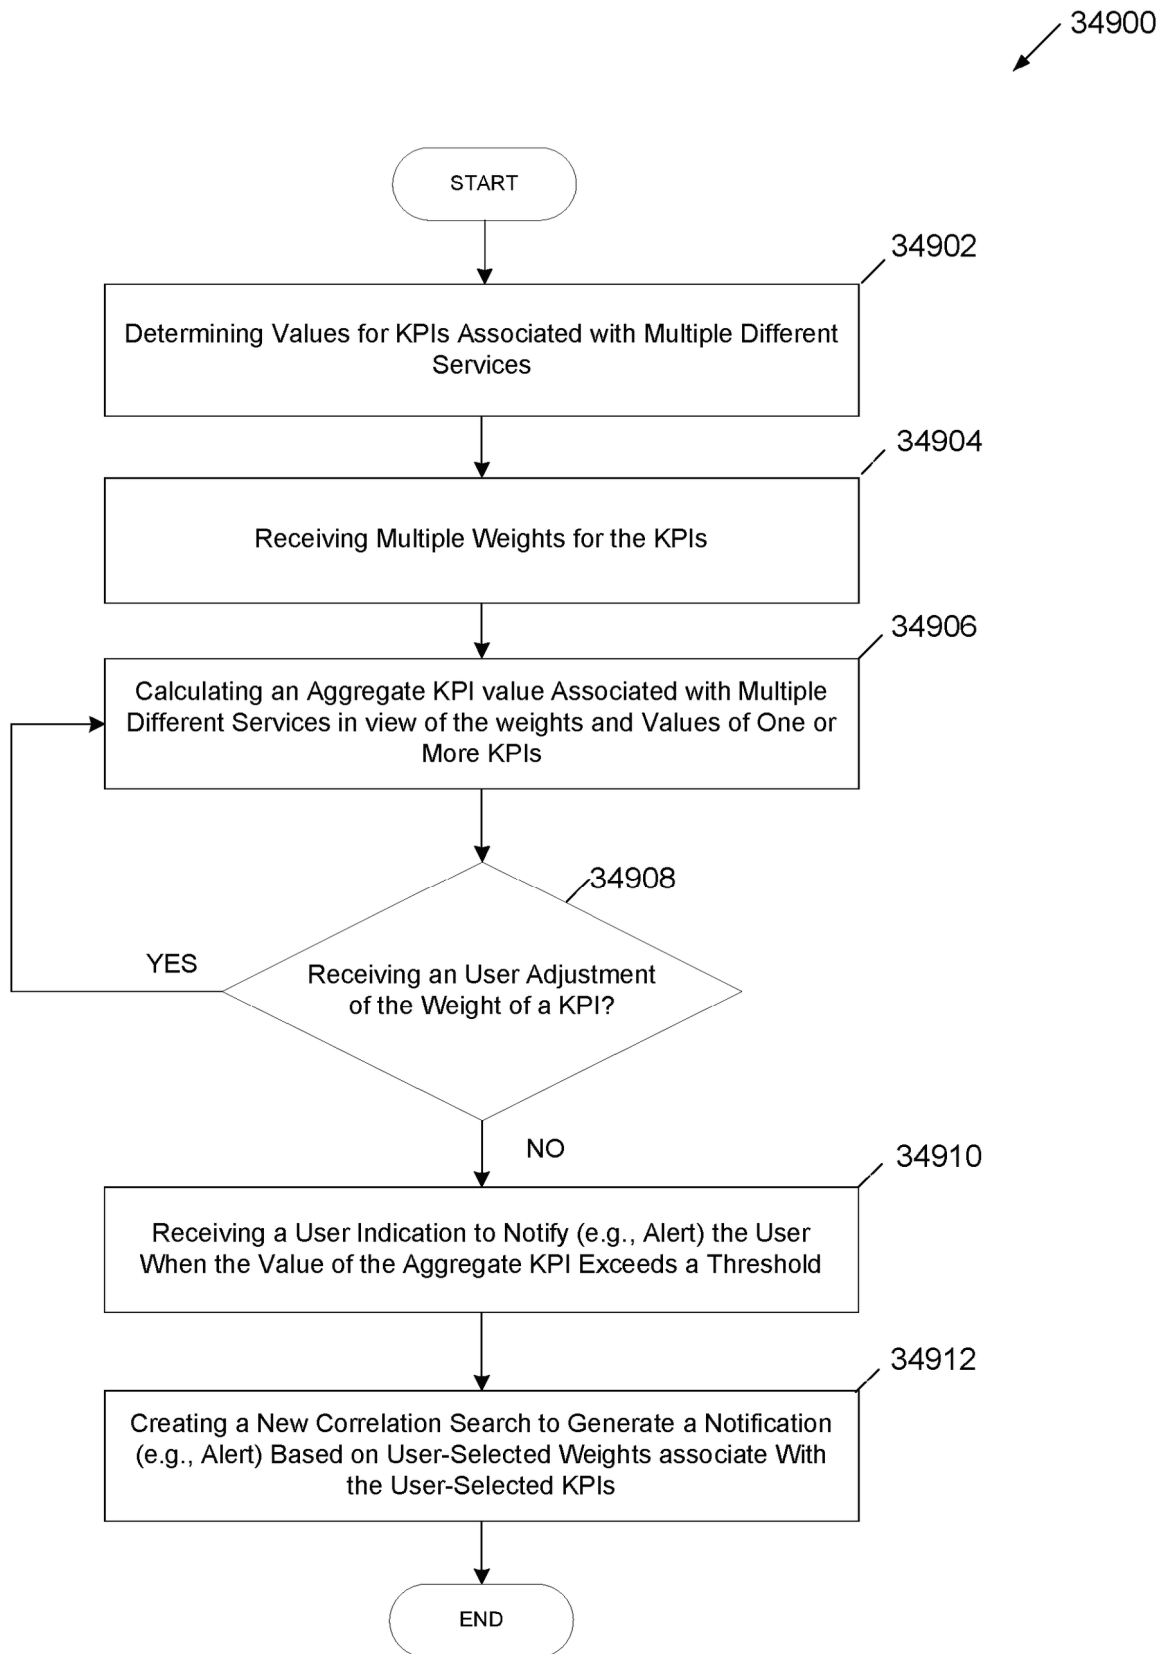 34900
START
34902
Determining Values for KPIs Associated with Multiple Different
Services
34904
Receiving Multiple Weights for the KPIs
34906
Calculating an Aggregate KPI value Associated with Multiple
Different Services in view of the weights and Values of One or
More KPIs
34908
YES
Receiving an User Adjustment
of the Weight of a KPI?
NO
34910
Receiving a User Indication to Notify (e.g., Alert) the User
When the Value of the Aggregate KPI Exceeds a Threshold
34912
Creating a New Correlation Search to Generate a Notification
(e.g., Alert) Based on User-Selected Weights associate With
the User-Selected KPIs
END